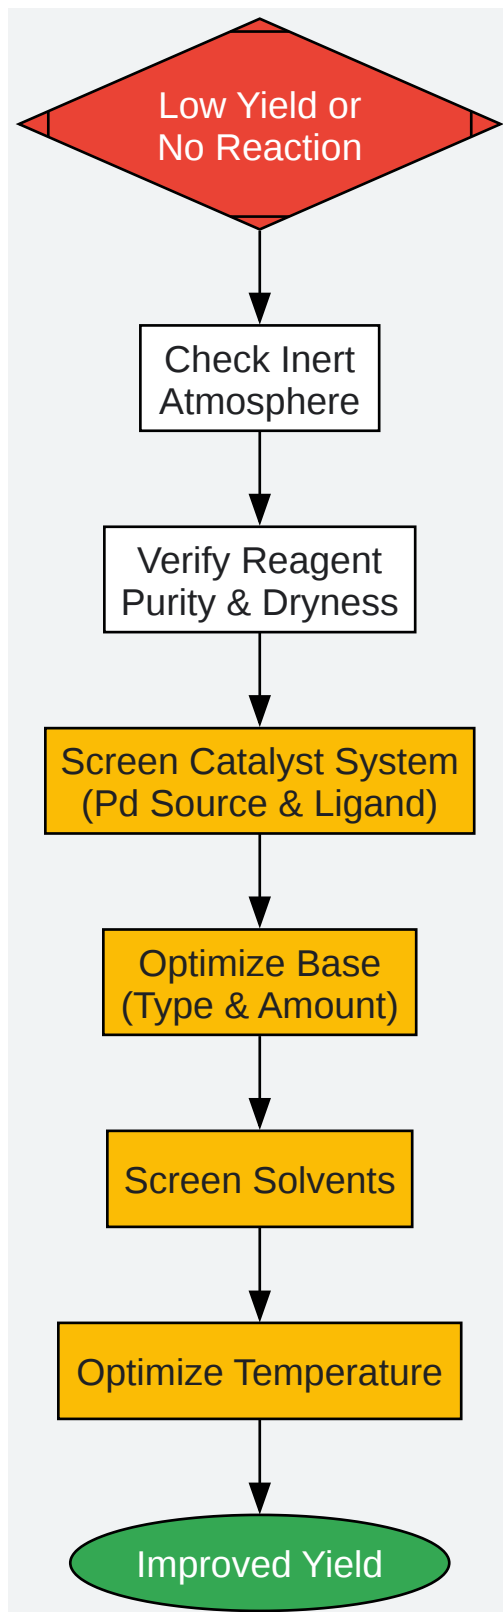 Low Yield or
No Reaction
Check Inert
Atmosphere
Verify Reagent
Purity & Dryness
Screen Catalyst System
(Pd Source & Ligand)
Optimize Base
(Type & Amount)
Screen Solvents
Optimize Temperature
Improved Yield